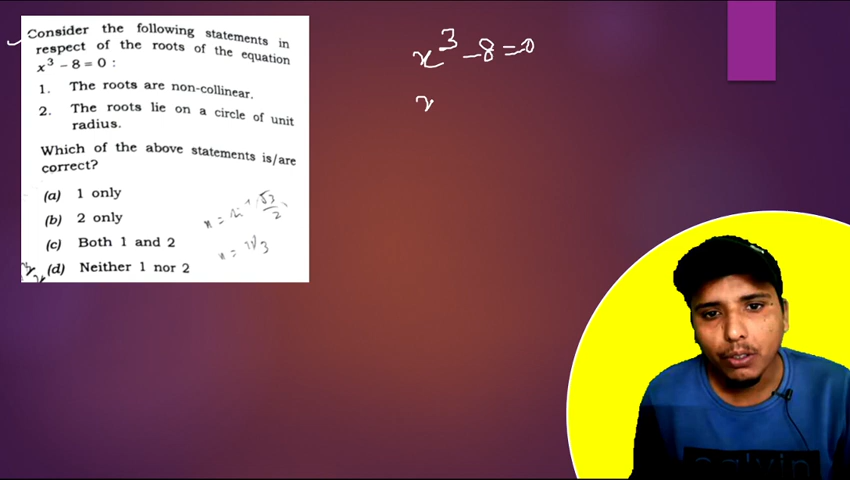 Consider the following statements in
respect of the roots of the equation
x³ − 8 = 0 :
1. The roots are non-collinear.
2. The roots lie on a circle of unit
radius.
Which of the above statements is/are
correct?
(a) 1 only
(b) 2 only
(c) Both 1 and 2
(d) Neither 1 nor 2
x³ − 8 = 0
x